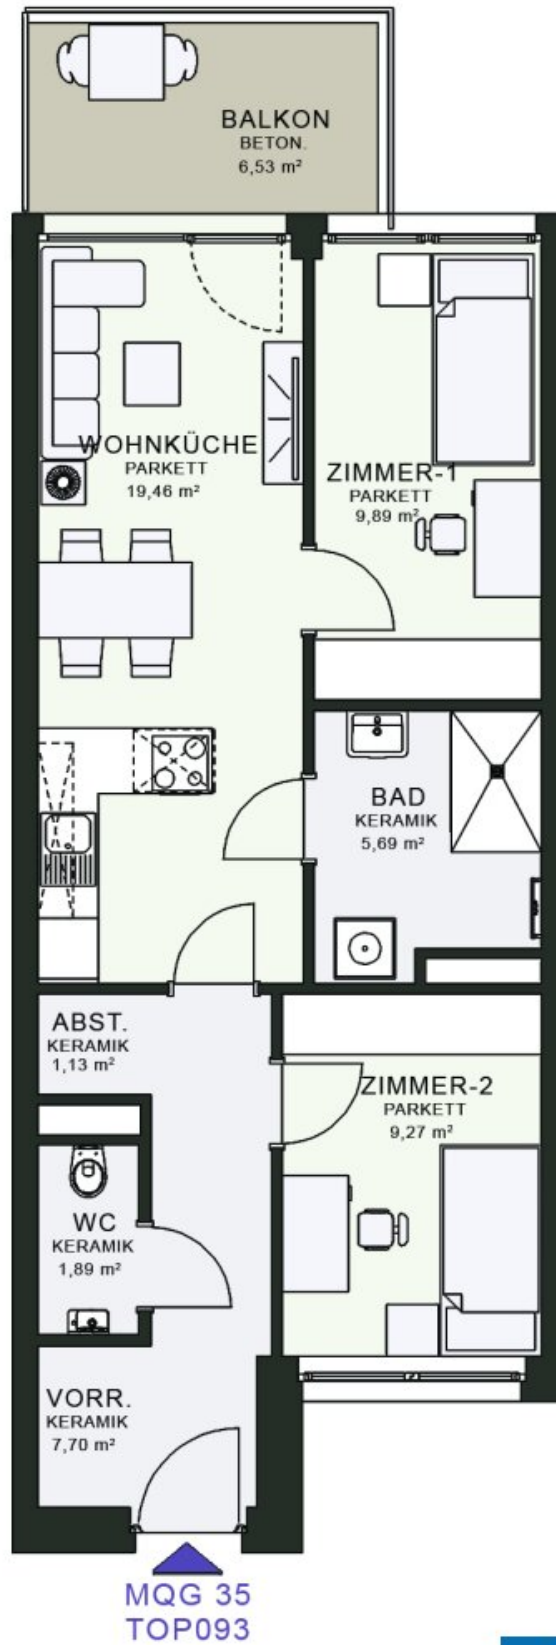 BALKON
BETON.
6,53 m²
WOHNKÜCHE
PARKETT
19,46 m²
ZIMMER-1
PARKETT
9,89 m²
BAD
KERAMIK
5,69 m²
ABST.
KERAMIK
1,13 m²
ZIMMER-2
PARKETT
9,27 m²
WC
KERAMIK
1,89 m²
VORR.
KERAMIK
7,70 m²
MQG 35
TOP093